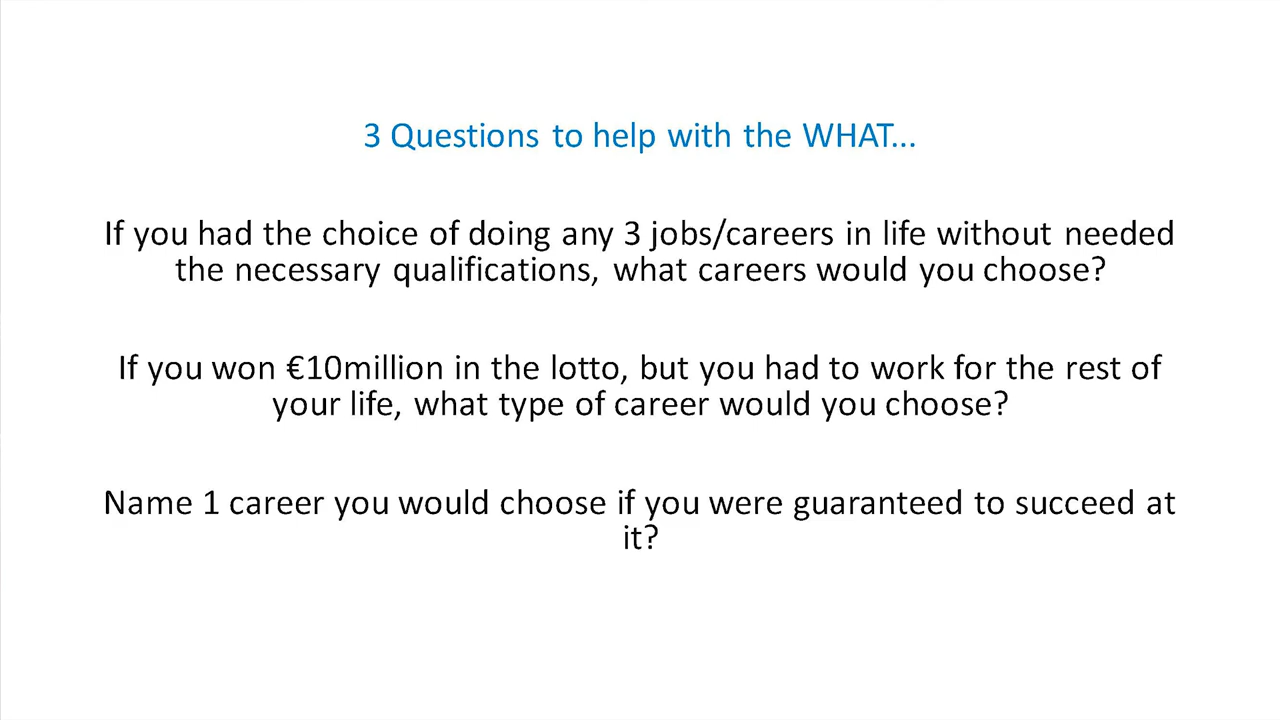 3 Questions to help with the WHAT...
If you had the choice of doing any 3 jobs/careers in life without needed
the necessary qualifications, what careers would you choose?
If you won €10million in the lotto, but you had to work for the rest of
your life, what type of career would you choose?
Name 1 career you would choose if you were guaranteed to succeed at
it?